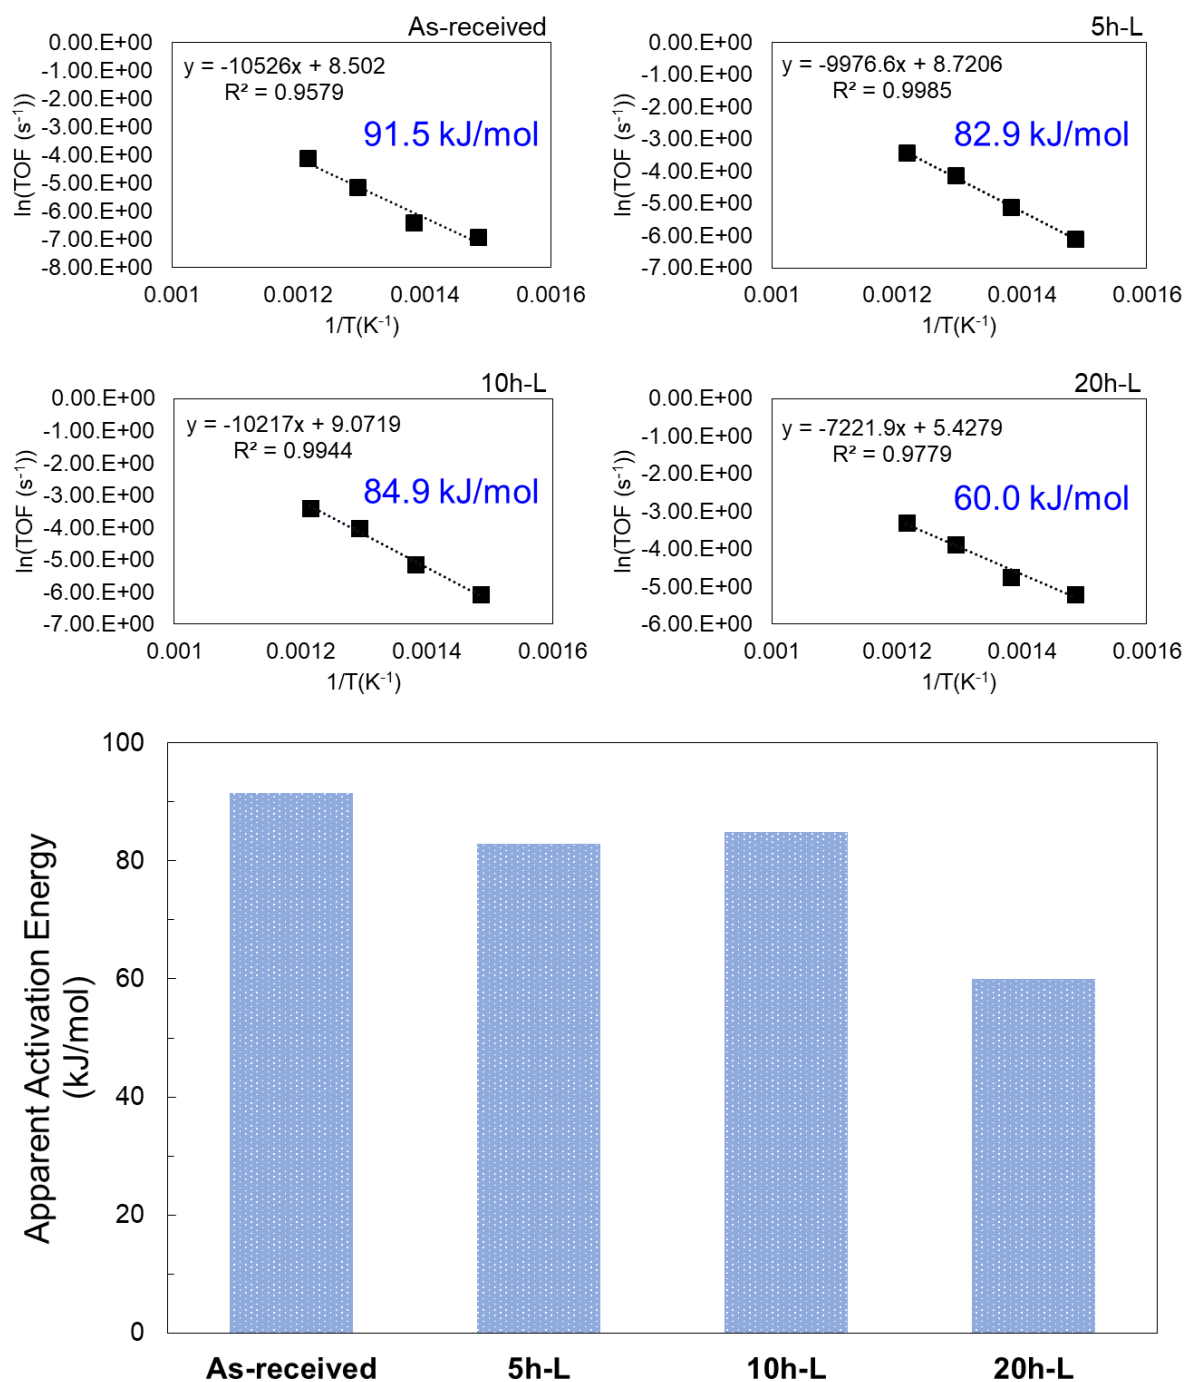 As-received
0.00.E+00
-1.00.E+00
-2.00.E+00
-3.00.E+00
-4.00.E+00
-5.00.E+00
-6.00.E+00
-7.00.E+00
-8.00.E+00
ln(TOF (s⁻¹))
y = -10526x + 8.502
R² = 0.9579
91.5 kJ/mol
0.001 0.0012 0.0014 0.0016
1/T(K⁻¹)
5h-L
0.00.E+00
-1.00.E+00
-2.00.E+00
-3.00.E+00
-4.00.E+00
-5.00.E+00
-6.00.E+00
-7.00.E+00
ln(TOF (s⁻¹))
y = -9976.6x + 8.7206
R² = 0.9985
82.9 kJ/mol
0.001 0.0012 0.0014 0.0016
1/T(K⁻¹)
10h-L
0.00.E+00
-1.00.E+00
-2.00.E+00
-3.00.E+00
-4.00.E+00
-5.00.E+00
-6.00.E+00
-7.00.E+00
ln(TOF (s⁻¹))
y = -10217x + 9.0719
R² = 0.9944
84.9 kJ/mol
0.001 0.0012 0.0014 0.0016
1/T(K⁻¹)
20h-L
0.00.E+00
-1.00.E+00
-2.00.E+00
-3.00.E+00
-4.00.E+00
-5.00.E+00
-6.00.E+00
ln(TOF (s⁻¹))
y = -7221.9x + 5.4279
R² = 0.9779
60.0 kJ/mol
0.001 0.0012 0.0014 0.0016
1/T(K⁻¹)
Apparent Activation Energy
(kJ/mol)
100
80
60
40
20
0
As-received 5h-L 10h-L 20h-L